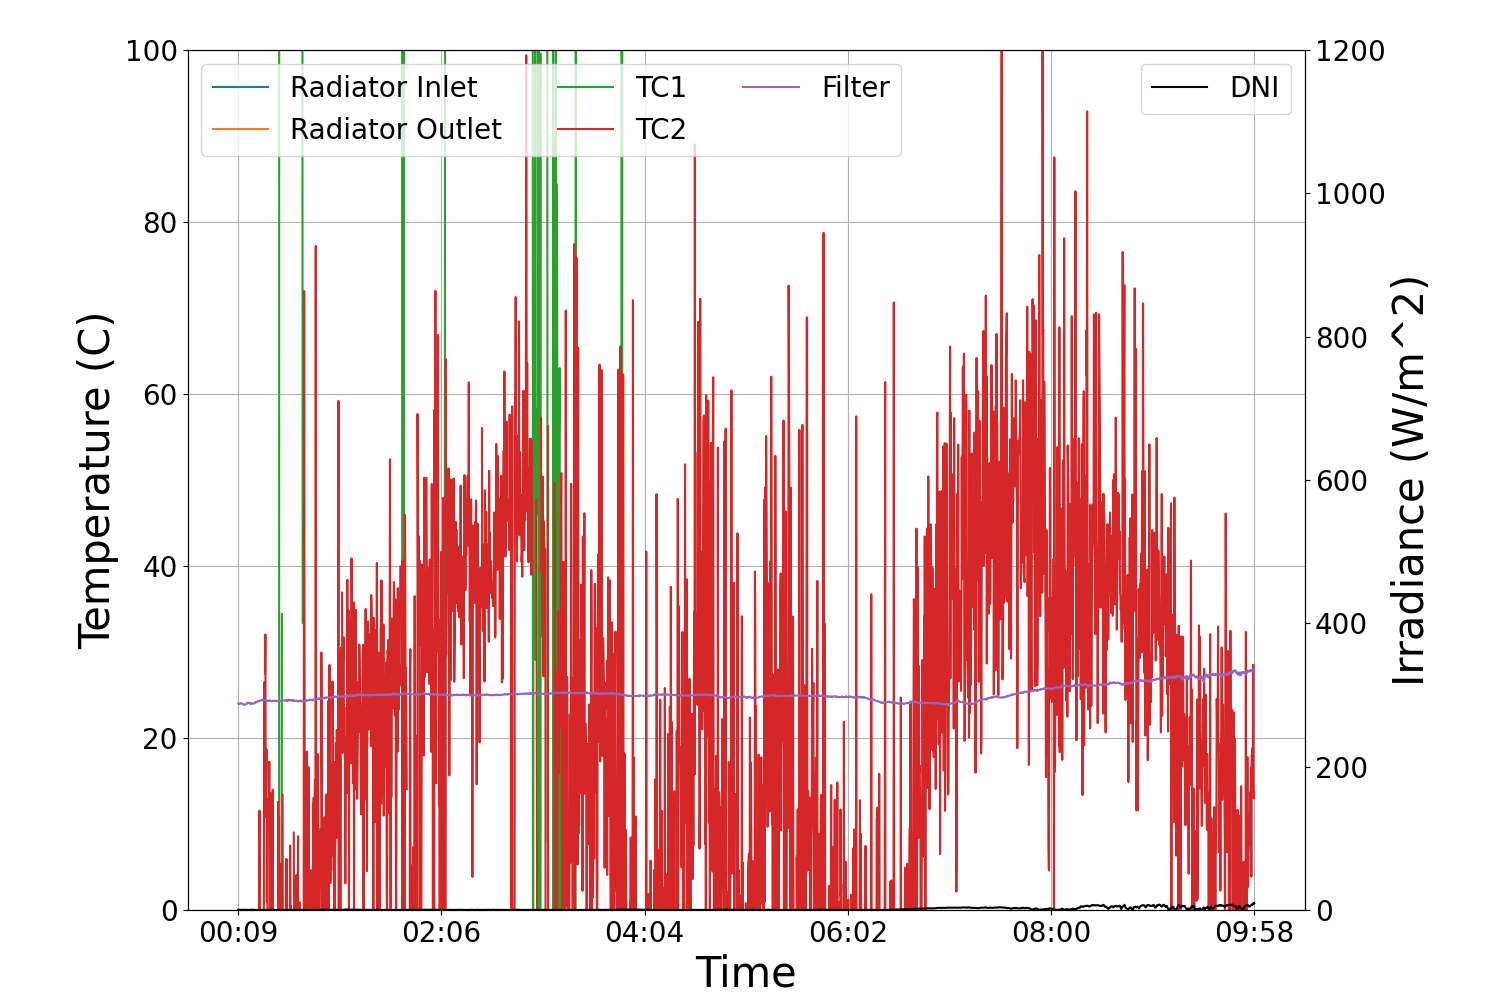 100
80
60
40
20
0
Temperature (C)
Radiator Inlet
Radiator Outlet
TC1
TC2
Filter
DNI
1200
1000
800
600
400
200
0
Irradiance (W/m^2)
00:09
02:06
04:04
06:02
08:00
09:58
Time